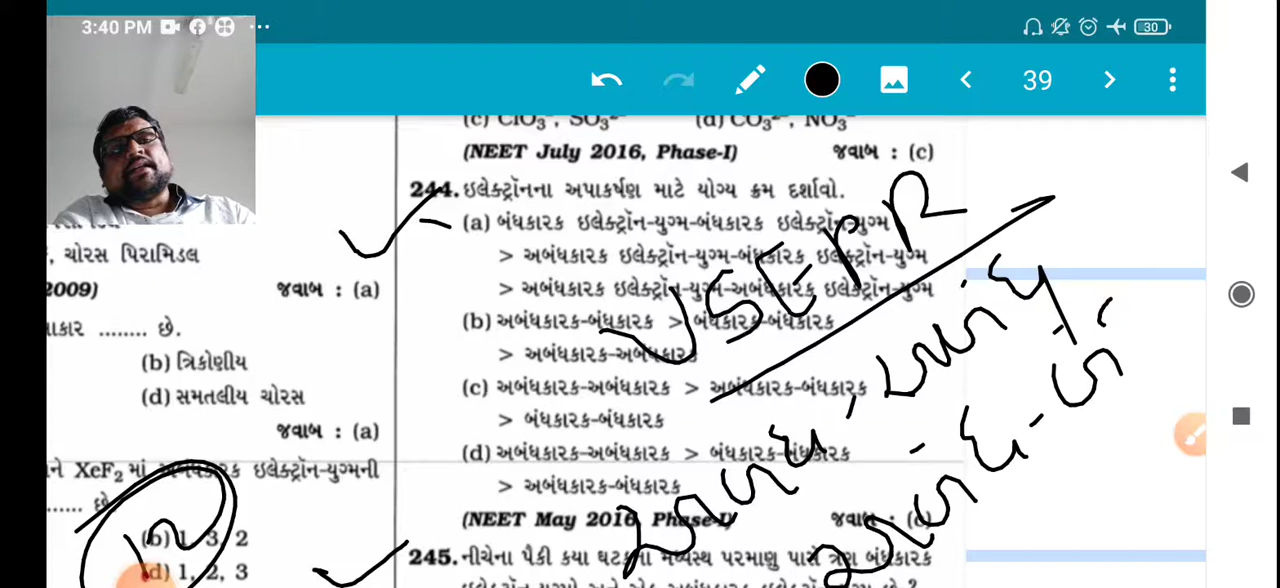 3:40 PM
30
39
, ચોરસ પિરામિડલ
2009) જવાબ : (a)
ાકાર ........ છે.
(b) ત્રિકોણીય
(d) સમતલીય ચોરસ
જવાબ : (a)
ને XeF2 માં અબંધકારક ઇલેક્ટ્રૉન-યુગ્મની
...... છે.
(b) 1, 3, 2
(d) 1, 2, 3
(c) ClO3⁻, SO3²⁻ (d) CO3²⁻, NO3⁻
(NEET July 2016, Phase-I) જવાબ : (c)
244. ઇલેક્ટ્રૉનના અપાકર્ષણ માટે યોગ્ય ક્રમ દર્શાવો.
(a) બંધકારક ઇલેક્ટ્રૉન-યુગ્મ-બંધકારક ઇલેક્ટ્રૉન-યુગ્મ
> અબંધકારક ઇલેક્ટ્રૉન-યુગ્મ-બંધકારક ઇલેક્ટ્રૉન-યુગ્મ
> અબંધકારક ઇલેક્ટ્રૉન-યુગ્મ-અબંધકારક ઇલેક્ટ્રૉન-યુગ્મ
(b) અબંધકારક-બંધકારક > બંધકારક-બંધકારક
> અબંધકારક-અબંધકારક
(c) અબંધકારક-અબંધકારક > અબંધકારક-બંધકારક
> બંધકારક-બંધકારક
(d) અબંધકારક-અબંધકારક > બંધકારક-બંધકારક
> અબંધકારક-બંધકારક
(NEET May 2016, Phase-I) જવાબ : (c)
245. નીચેના પૈકી કયા ઘટકના મધ્યસ્થ પરમાણુ પાસે ત્રણ બંધકારક
VSEPR